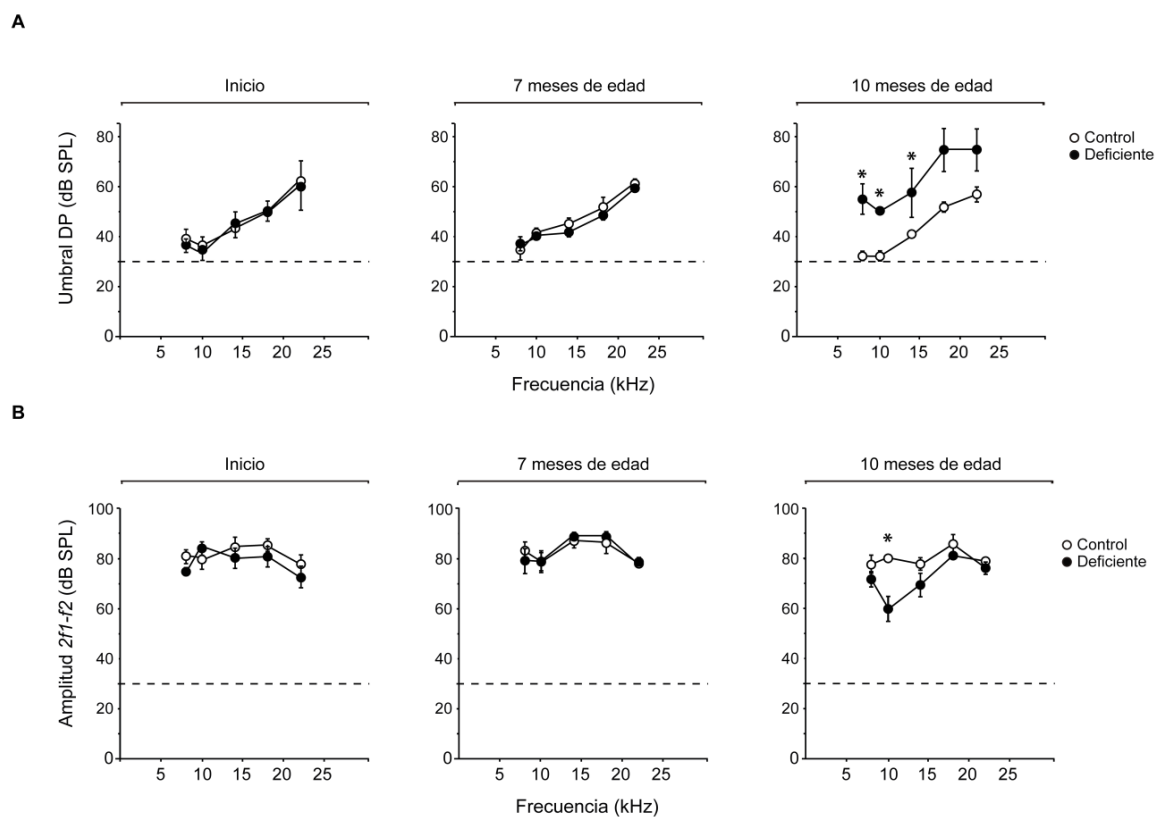 A
Inicio
7 meses de edad
10 meses de edad
Umbral DP (dB SPL)
80
60
40
20
0
5 10 15 20 25
80
60
40
20
0
5 10 15 20 25
80
60
40
20
0
5 10 15 20 25
* * *
Control
Deficiente
Frecuencia (kHz)
B
Inicio
7 meses de edad
10 meses de edad
Amplitud 2f1-f2 (dB SPL)
100
80
60
40
20
0
5 10 15 20 25
100
80
60
40
20
0
5 10 15 20 25
100
80
60
40
20
0
5 10 15 20 25
*
Control
Deficiente
Frecuencia (kHz)